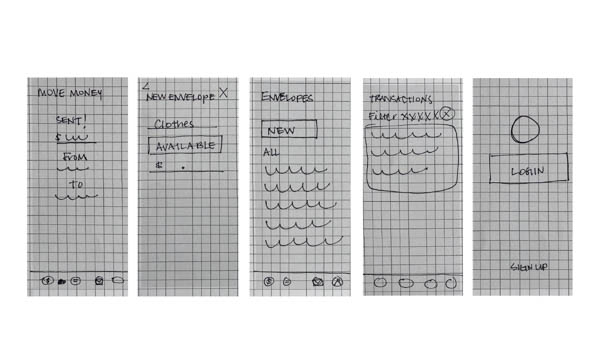 MOVE MONEY
SENT!
$
FROM
TO
< 
NEW ENVELOPE X
Clothes
AVAILABLE
$ .
ENVELOPES
NEW
ALL
TRANSACTIONS
Filter XXXXX X
LOGIN
SIGN UP